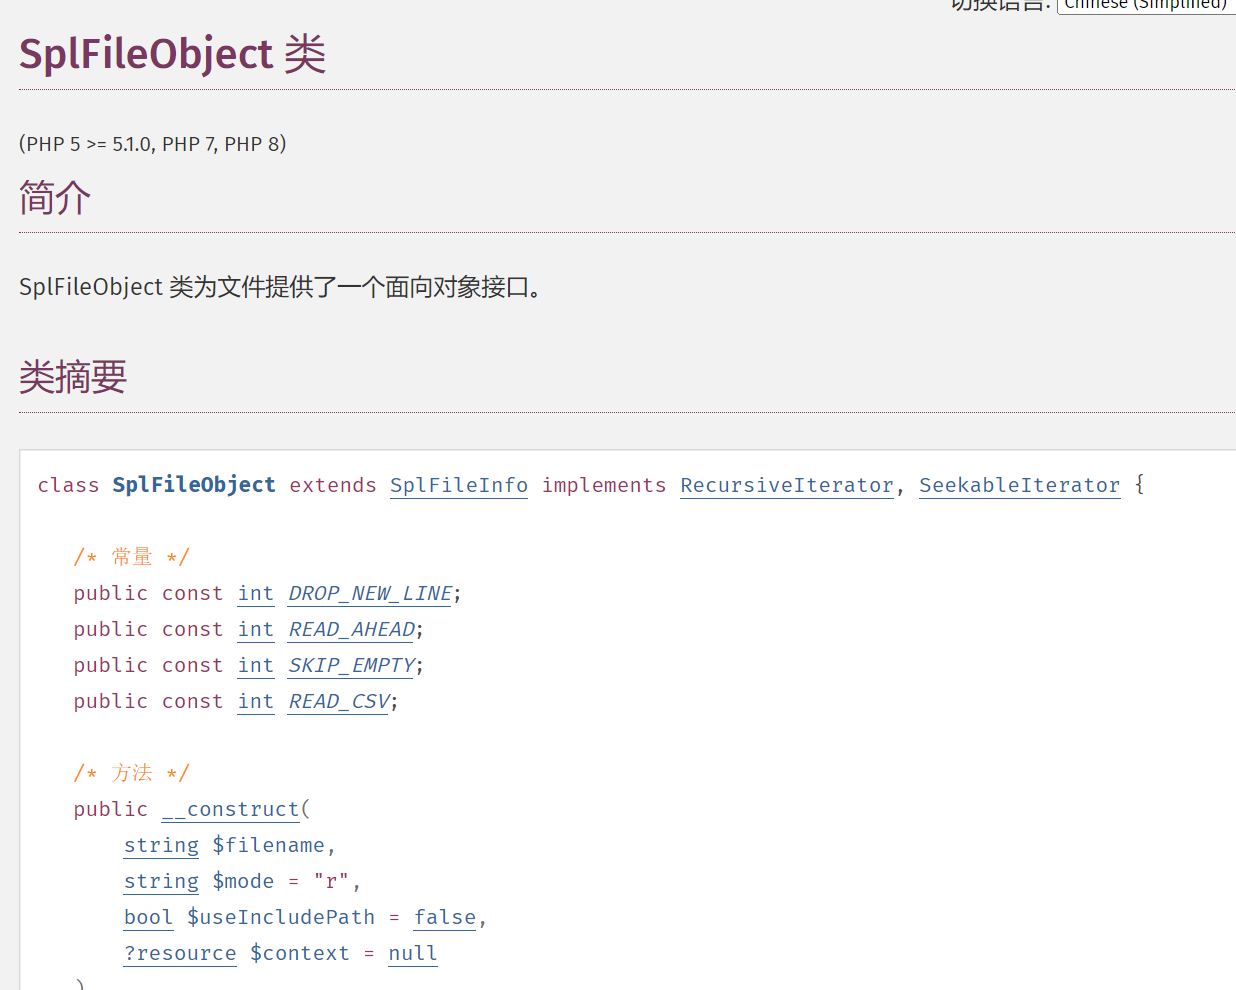 切换语言: Chinese (Simplified)
SplFileObject 类
(PHP 5 >= 5.1.0, PHP 7, PHP 8)
简介
SplFileObject 类为文件提供了一个面向对象接口。
类摘要
class SplFileObject extends SplFileInfo implements RecursiveIterator, SeekableIterator {
/* 常量 */
public const int DROP_NEW_LINE;
public const int READ_AHEAD;
public const int SKIP_EMPTY;
public const int READ_CSV;
/* 方法 */
public __construct(
string $filename,
string $mode = "r",
bool $useIncludePath = false,
?resource $context = null
)